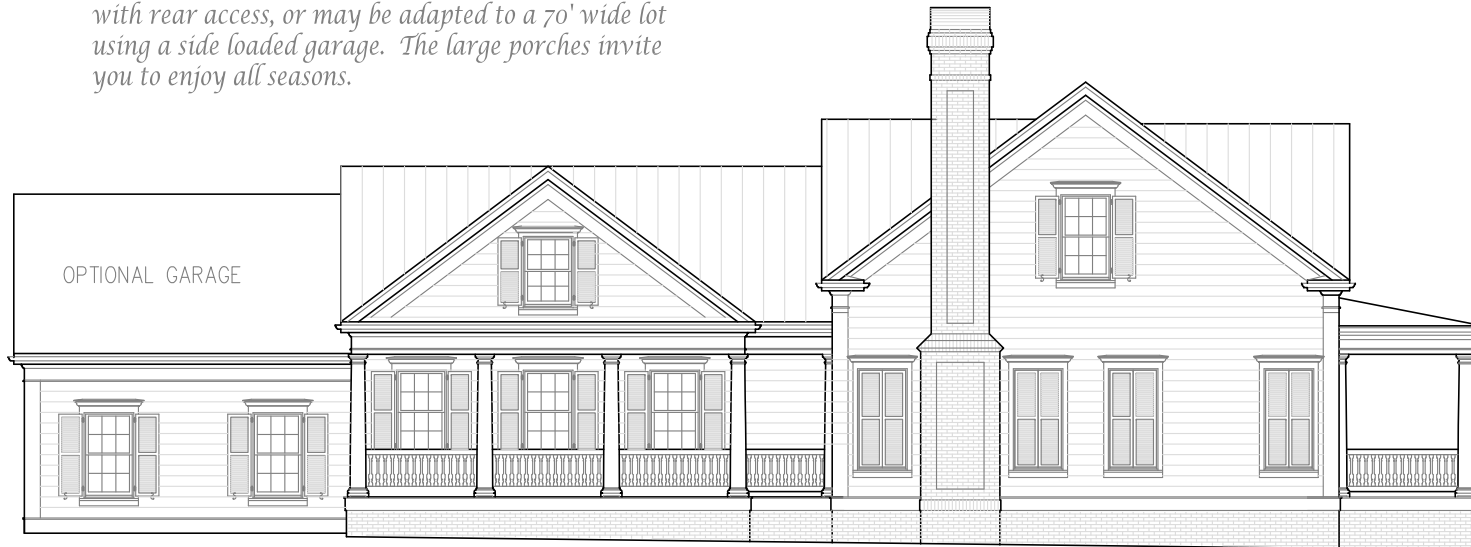 with rear access, or may be adapted to a 70' wide lot
using a side loaded garage.  The large porches invite
you to enjoy all seasons.
OPTIONAL GARAGE